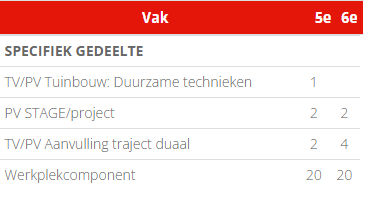 Vak 5e 6e
SPECIFIEK GEDEELTE
TV/PV Tuinbouw: Duurzame technieken 1
PV STAGE/project 2 2
TV/PV Aanvulling traject duaal 2 4
Werkplekcomponent 20 20